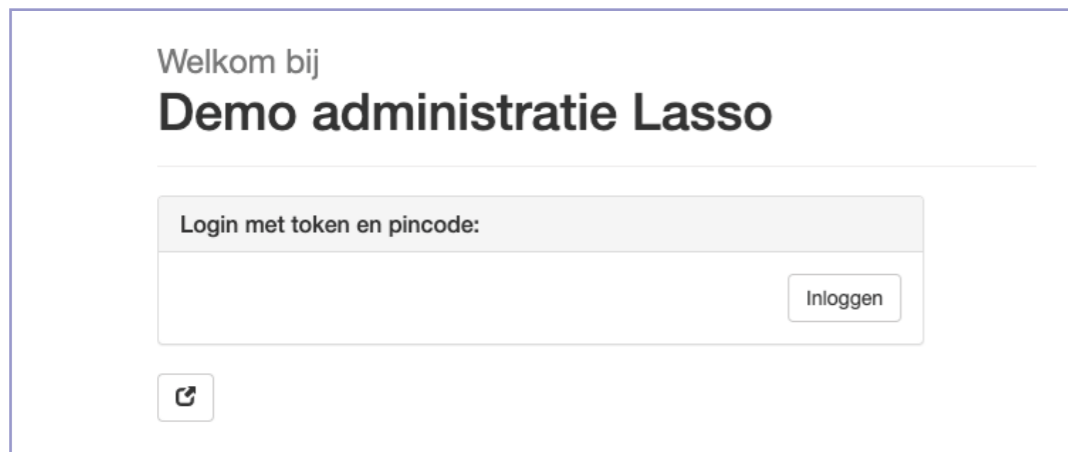 Welkom bij
Demo administratie Lasso
Login met token en pincode:
Inloggen